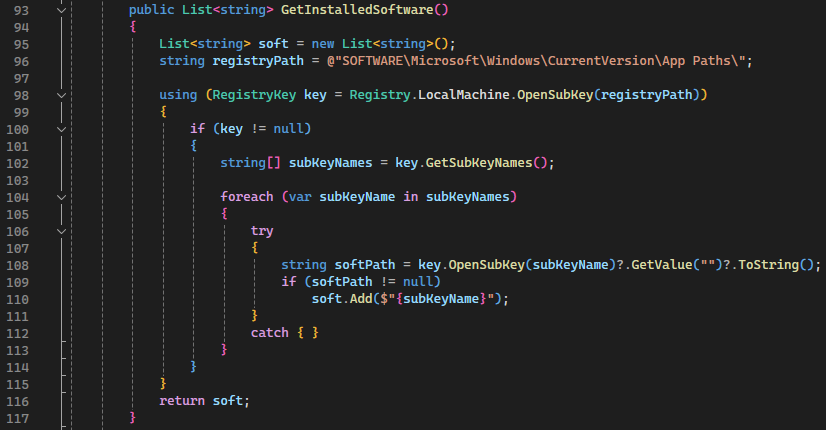 93 public List<string> GetInstalledSoftware()
94 {
95 List<string> soft = new List<string>();
96 string registryPath = @"SOFTWARE\Microsoft\Windows\CurrentVersion\App Paths\";
97
98 using (RegistryKey key = Registry.LocalMachine.OpenSubKey(registryPath))
99 {
100 if (key != null)
101 {
102 string[] subKeyNames = key.GetSubKeyNames();
103
104 foreach (var subKeyName in subKeyNames)
105 {
106 try
107 {
108 string softPath = key.OpenSubKey(subKeyName)?.GetValue("")?.ToString();
109 if (softPath != null)
110 soft.Add($"{subKeyName}");
111 }
112 catch { }
113 }
114 }
115 }
116 return soft;
117 }